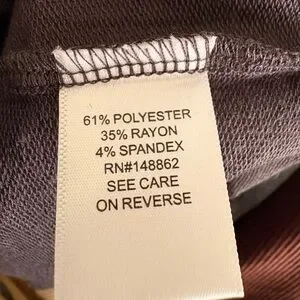 61% POLYESTER
35% RAYON
4% SPANDEX
RN#148862
SEE CARE
ON REVERSE